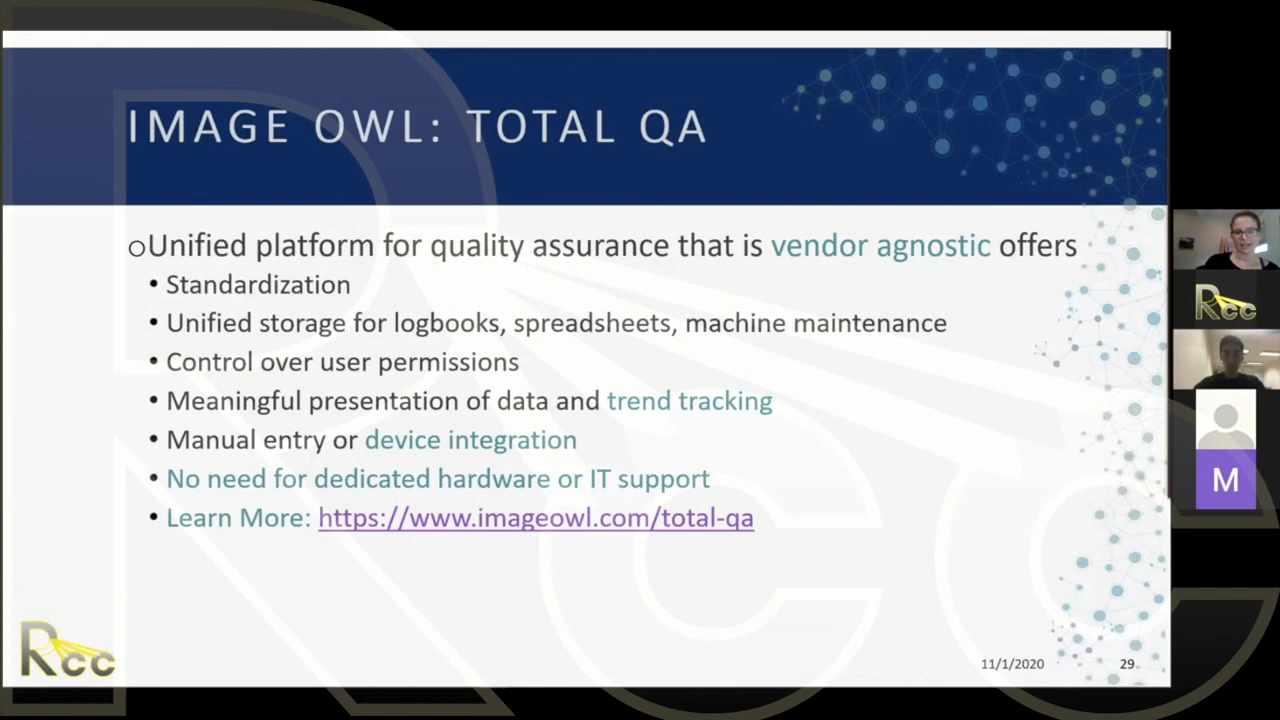 IMAGE OWL: TOTAL QA
oUnified platform for quality assurance that is vendor agnostic offers
• Standardization
• Unified storage for logbooks, spreadsheets, machine maintenance
• Control over user permissions
• Meaningful presentation of data and trend tracking
• Manual entry or device integration
• No need for dedicated hardware or IT support
• Learn More: https://www.imageowl.com/total-qa
Rcc
11/1/2020
29
Rcc
M
Rcc